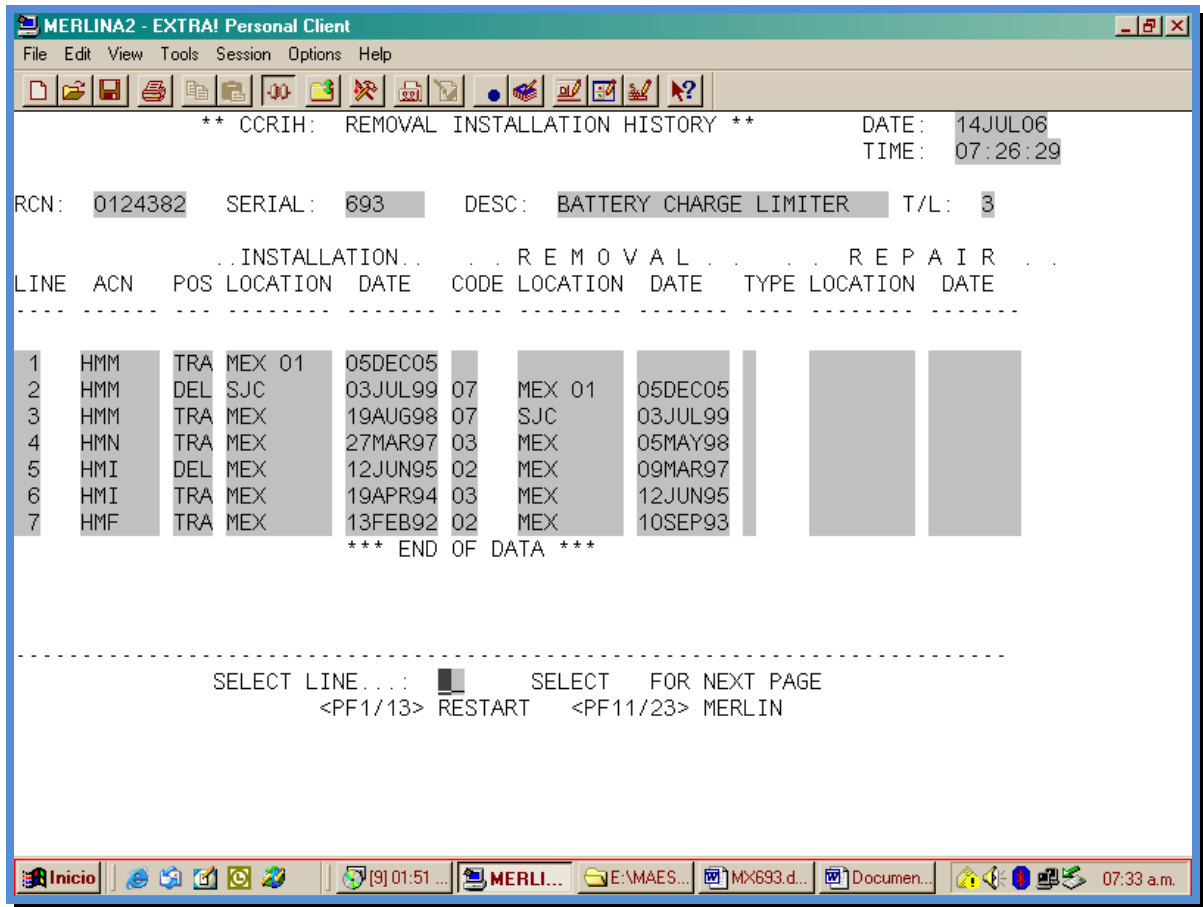 MERLINA2 - EXTRA! Personal Client
File Edit View Tools Session Options Help
** CCRIH: REMOVAL INSTALLATION HISTORY ** DATE: 14JUL06
TIME: 07:26:29
RCN: 0124382 SERIAL: 693 DESC: BATTERY CHARGE LIMITER T/L: 3
..INSTALLATION.. . . R E M O V A L . . . . R E P A I R . .
LINE ACN POS LOCATION DATE CODE LOCATION DATE TYPE LOCATION DATE
---- ------ --- -------- ------- ---- -------- ------- ---- -------- -------
1 HMM TRA MEX 01 05DEC05
2 HMM DEL SJC 03JUL99 07 MEX 01 05DEC05
3 HMM TRA MEX 19AUG98 07 SJC 03JUL99
4 HMN TRA MEX 27MAR97 03 MEX 05MAY98
5 HMI DEL MEX 12JUN95 02 MEX 09MAR97
6 HMI TRA MEX 19APR94 03 MEX 12JUN95
7 HMF TRA MEX 13FEB92 02 MEX 10SEP93
*** END OF DATA ***
---------------------------------------------------------------------------
SELECT LINE...: _ SELECT FOR NEXT PAGE
<PF1/13> RESTART <PF11/23> MERLIN
Inicio [9] 01:51 ... MERLI... E:\MAES... MX693.d... Documen... 07:33 a.m.